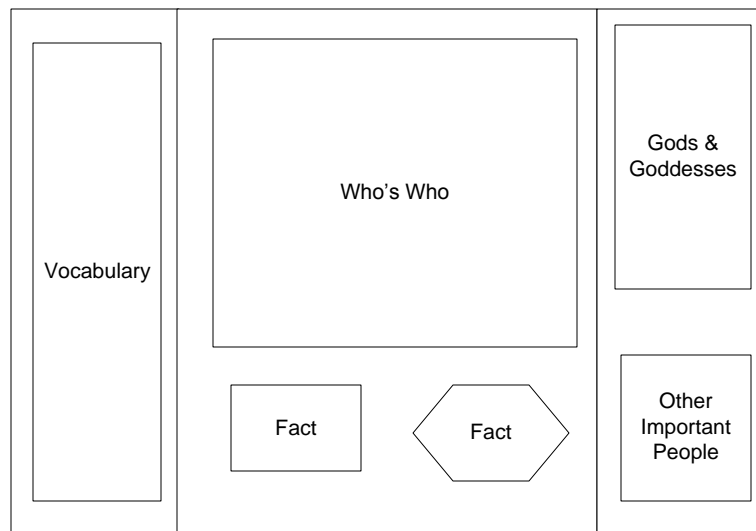 Vocabulary
Who's Who
Fact
Fact
Gods &
Goddesses
Other
Important
People